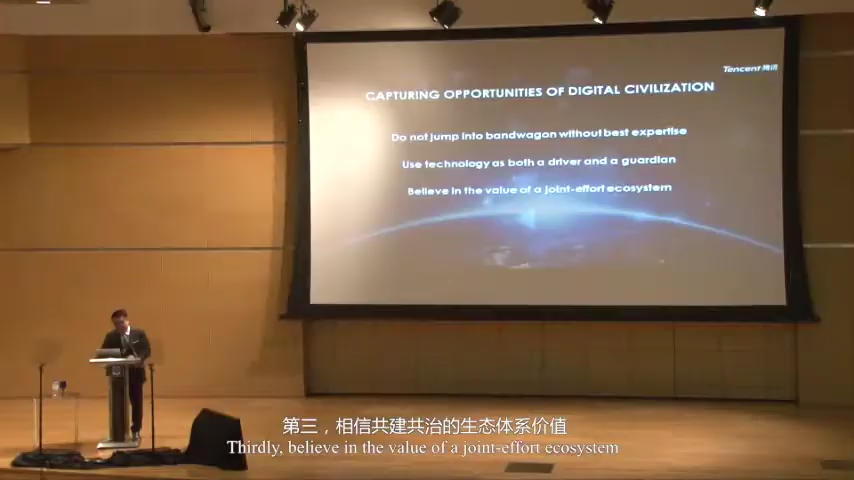 Tencent 腾讯
CAPTURING OPPORTUNITIES OF DIGITAL CIVILIZATION
Do not jump into bandwagon without best expertise
Use technology as both a driver and a guardian
Believe in the value of a joint-effort ecosystem
第三，相信共建共治的生态体系价值
Thirdly, believe in the value of a joint-effort ecosystem